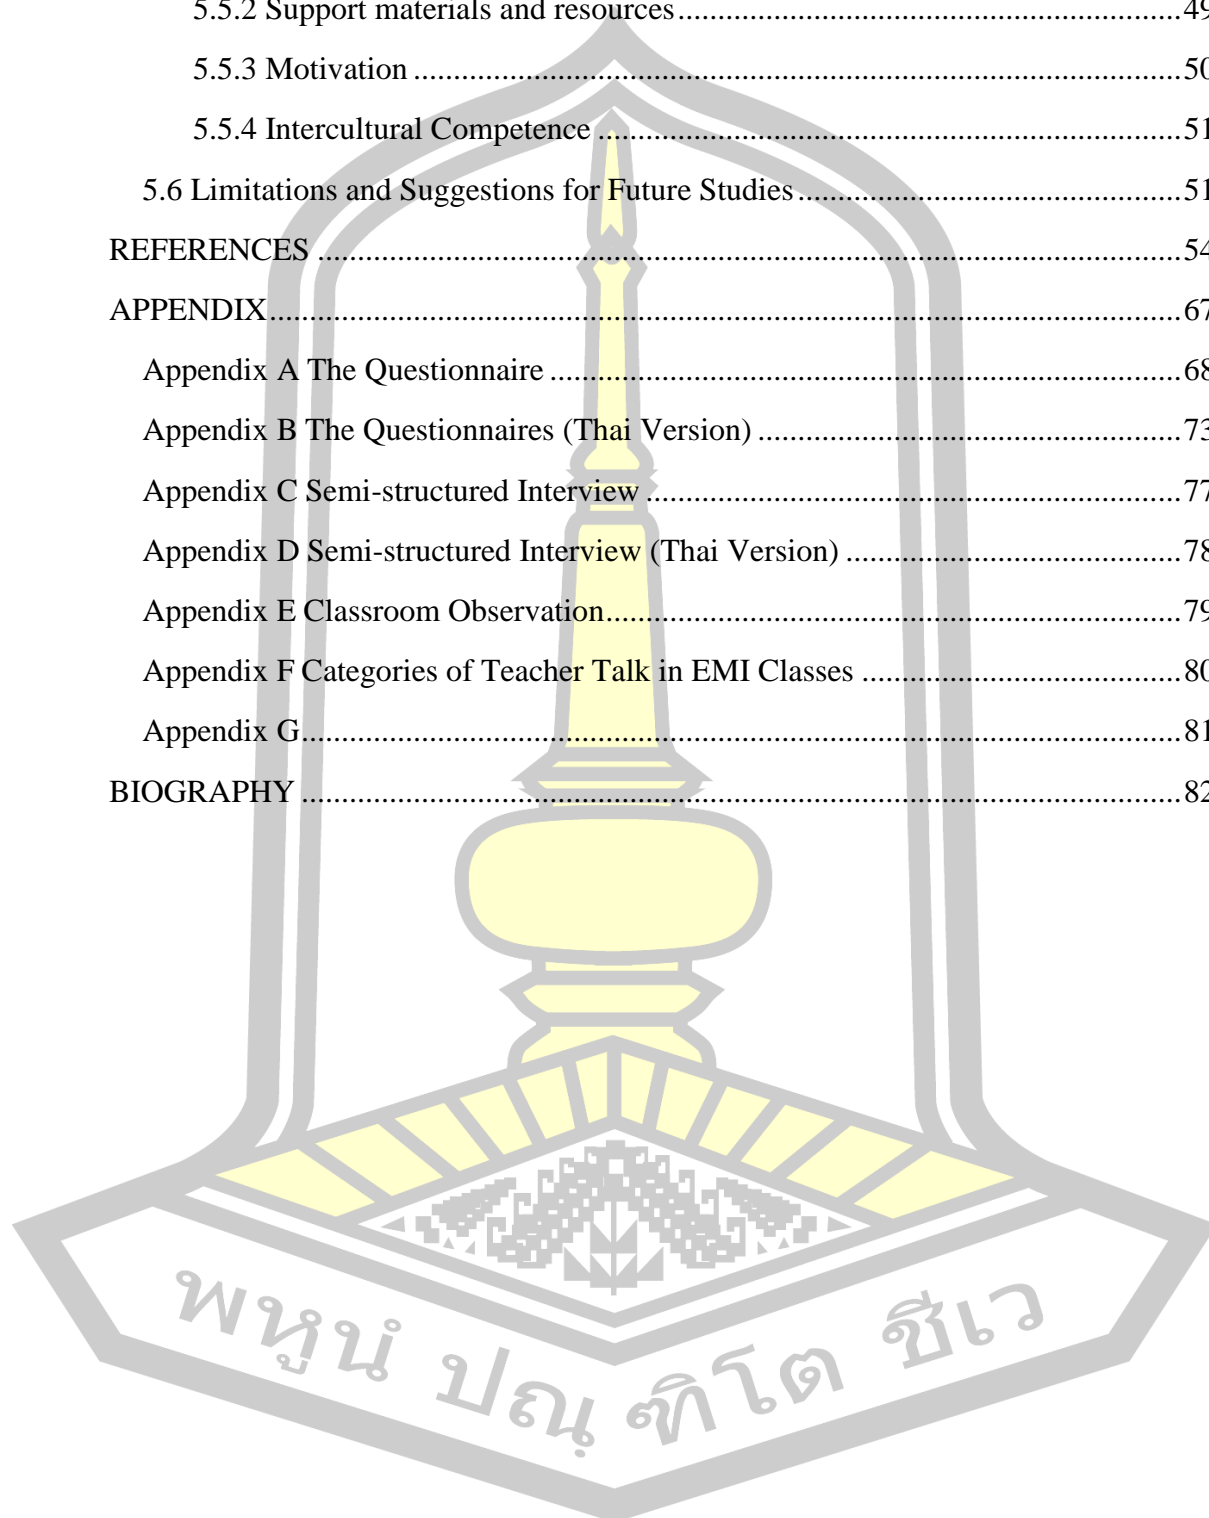 5.5.2 Support materials and resources.....49
5.5.3 Motivation.....50
5.5.4 Intercultural Competence.....51
5.6 Limitations and Suggestions for Future Studies.....51
REFERENCES.....54
APPENDIX.....67
Appendix A The Questionnaire.....68
Appendix B The Questionnaires (Thai Version).....73
Appendix C Semi-structured Interview.....77
Appendix D Semi-structured Interview (Thai Version).....78
Appendix E Classroom Observation.....79
Appendix F Categories of Teacher Talk in EMI Classes.....80
Appendix G.....81
BIOGRAPHY.....82
พหูนํ ปณฺฑิโต ชีเว